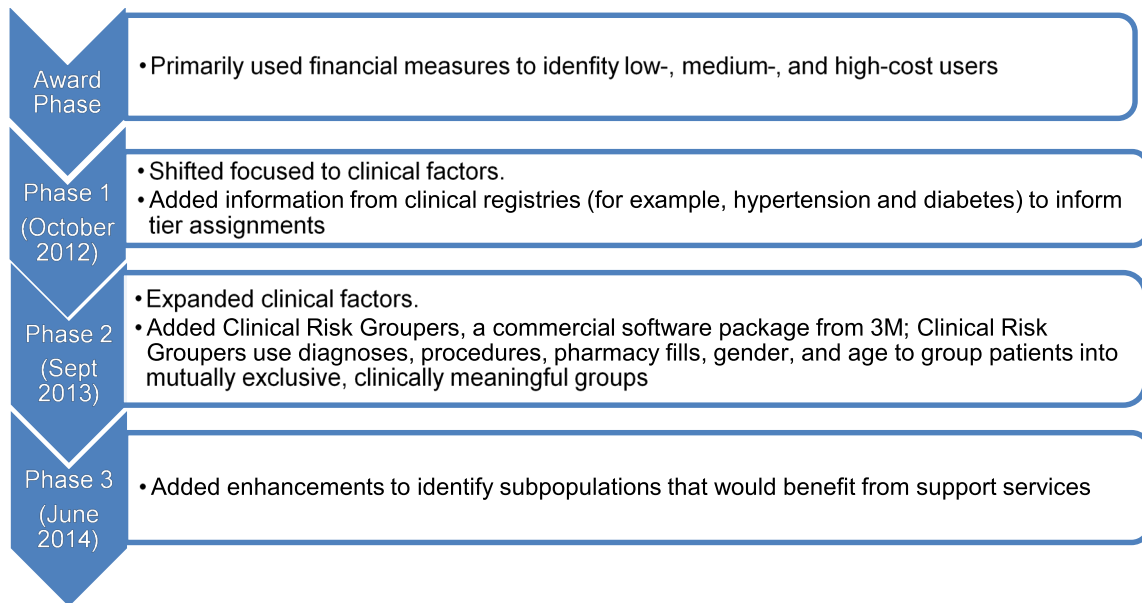 Award
Phase
• Primarily used financial measures to idenfity low-, medium-, and high-cost users
Phase 1
(October
2012)
• Shifted focused to clinical factors.
• Added information from clinical registries (for example, hypertension and diabetes) to inform
tier assignments
Phase 2
(Sept
2013)
• Expanded clinical factors.
• Added Clinical Risk Groupers, a commercial software package from 3M; Clinical Risk
Groupers use diagnoses, procedures, pharmacy fills, gender, and age to group patients into
mutually exclusive, clinically meaningful groups
Phase 3
(June
2014)
• Added enhancements to identify subpopulations that would benefit from support services